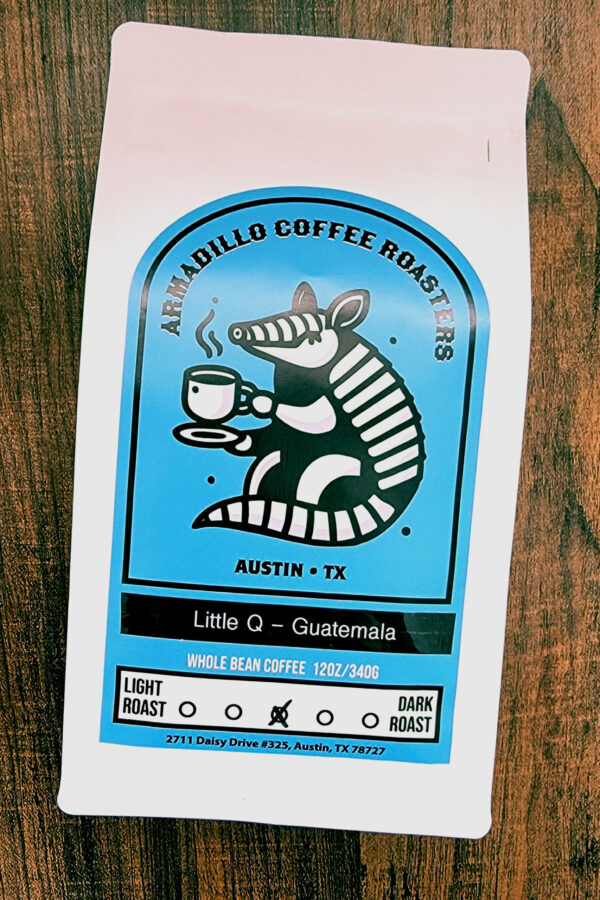 ARMADILLO COFFEE ROASTERS
AUSTIN • TX
Little Q – Guatemala
WHOLE BEAN COFFEE 12OZ/340G
LIGHT
ROAST
DARK
ROAST
2711 Daisy Drive #325, Austin, TX 78727